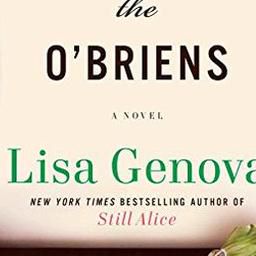 the
O'BRIENS
A NOVEL
Lisa Genova
NEW YORK TIMES BESTSELLING AUTHOR OF
Still Alice